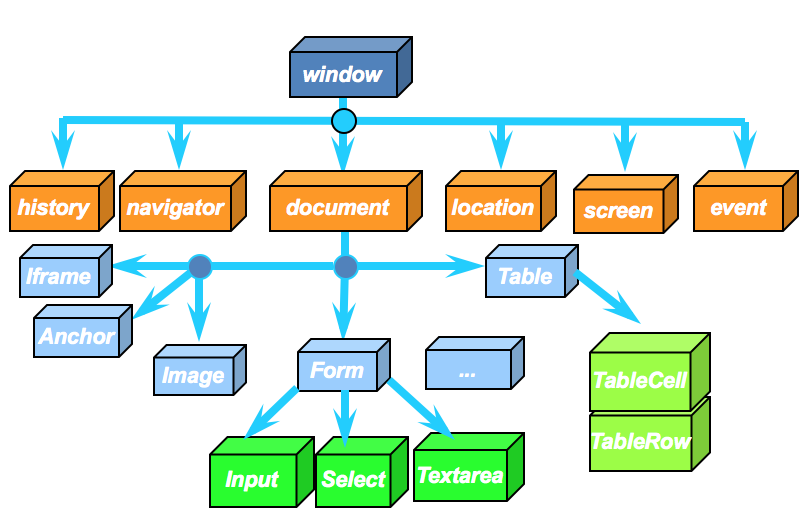 window
history
navigator
document
location
screen
event
Iframe
Table
Anchor
Image
Form
...
TableCell
TableRow
Input
Select
Textarea